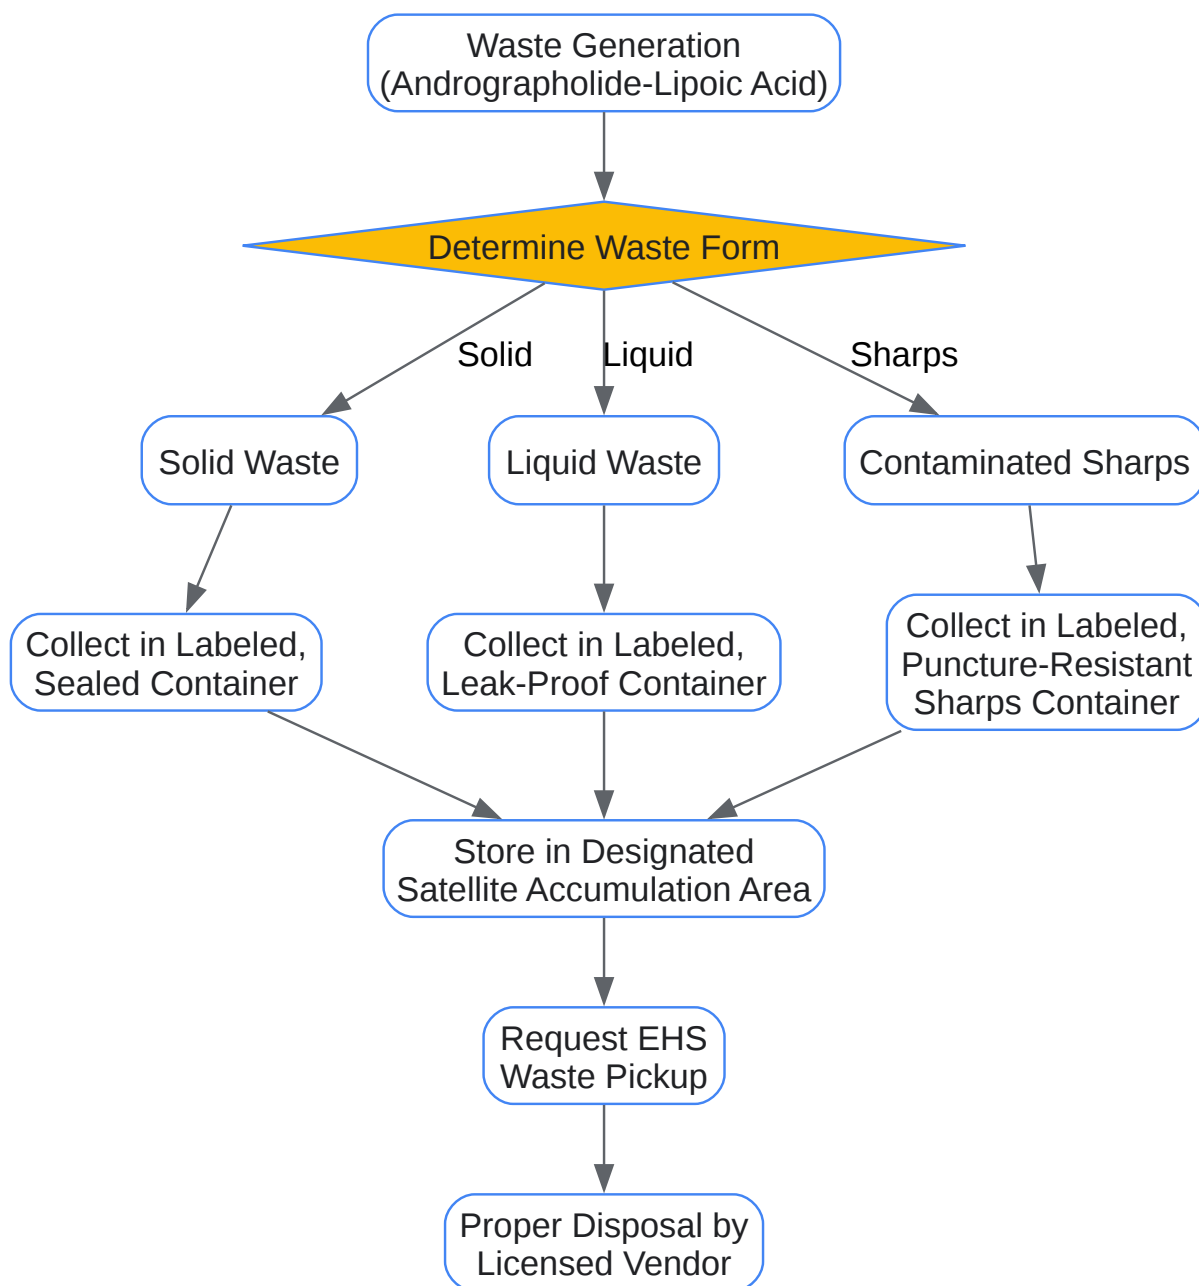 Waste Generation
(Andrographolide-Lipoic Acid)
Determine Waste Form
Solid
Liquid
Sharps
Solid Waste
Liquid Waste
Contaminated Sharps
Collect in Labeled,
Sealed Container
Collect in Labeled,
Leak-Proof Container
Collect in Labeled,
Puncture-Resistant
Sharps Container
Store in Designated
Satellite Accumulation Area
Request EHS
Waste Pickup
Proper Disposal by
Licensed Vendor